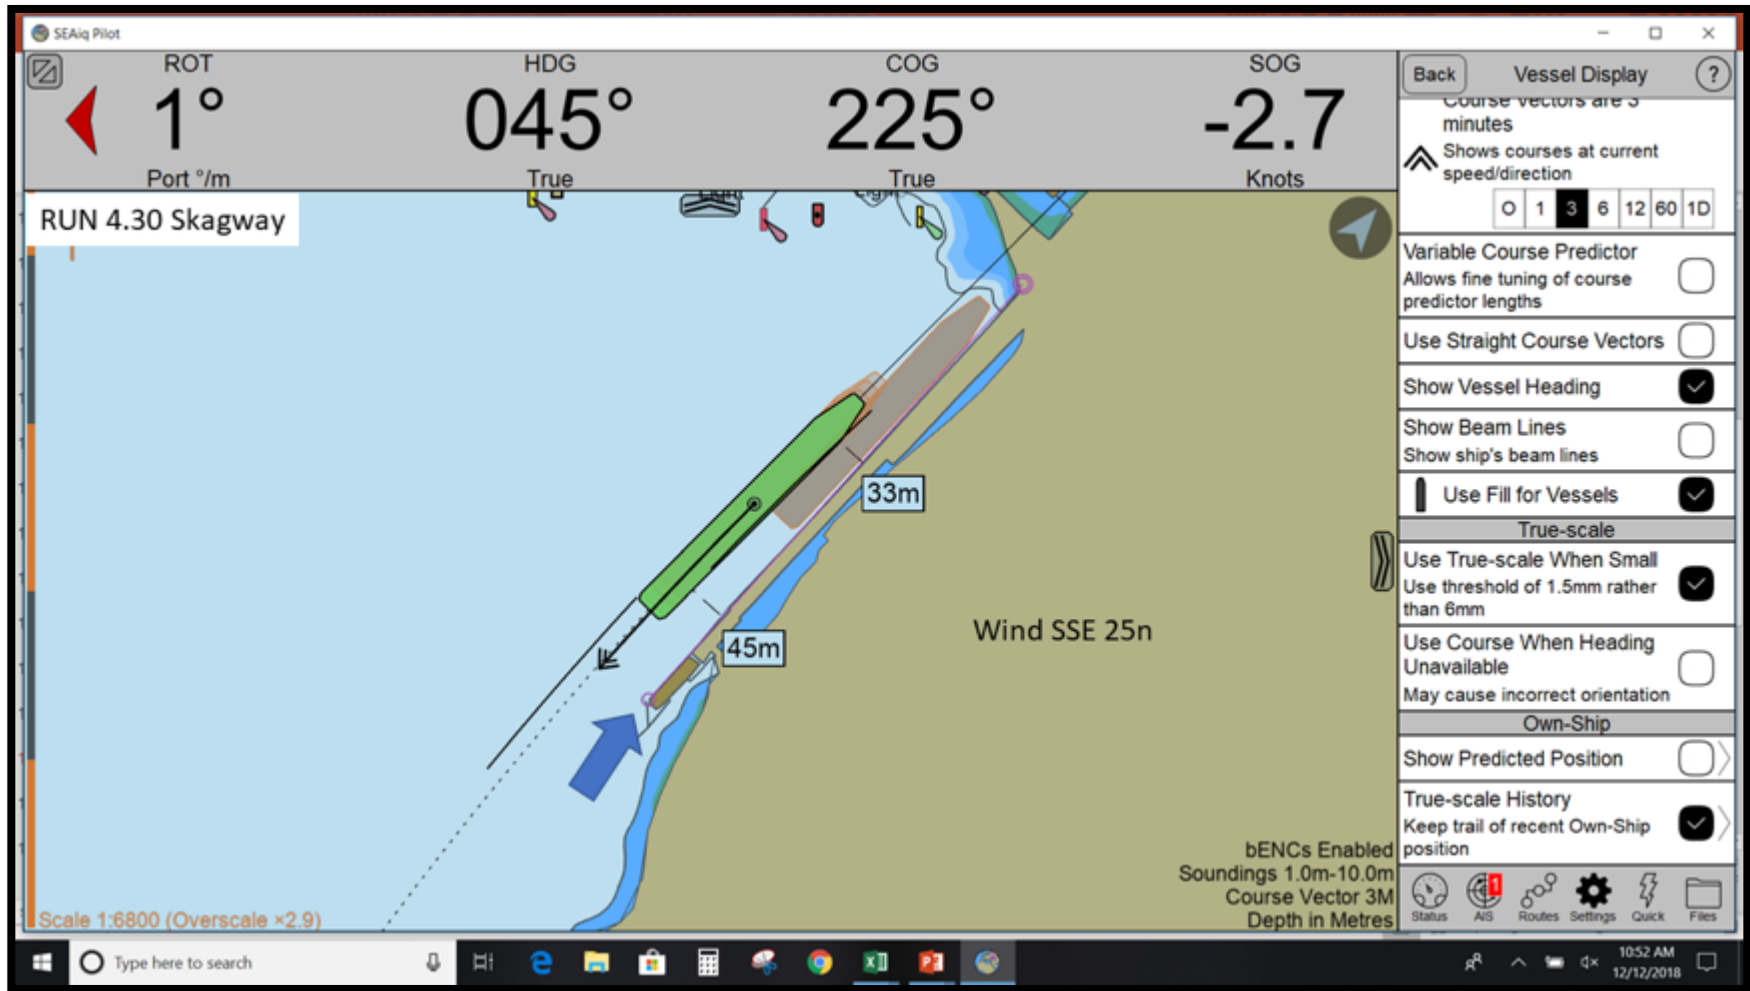 SEAiq Pilot
ROT
HDG
COG
SOG
1°
045°
225°
-2.7
Port °/m
True
True
Knots
RUN 4.30 Skagway
33m
45m
Wind SSE 25n
bENCs Enabled
Soundings 1.0m-10.0m
Course Vector 3M
Depth in Metres
Scale 1:6800 (Overscale ×2.9)
Back
Vessel Display
?
Course Vectors are 3
minutes
Shows courses at current
speed/direction
O 1 3 6 12 60 1D
Variable Course Predictor
Allows fine tuning of course
predictor lengths
Use Straight Course Vectors
Show Vessel Heading
Show Beam Lines
Show ship's beam lines
Use Fill for Vessels
True-scale
Use True-scale When Small
Use threshold of 1.5mm rather
than 6mm
Use Course When Heading
Unavailable
May cause incorrect orientation
Own-Ship
Show Predicted Position
True-scale History
Keep trail of recent Own-Ship
position
1
Status AIS Routes Settings Quick Files
Type here to search
10:52 AM
12/12/2018